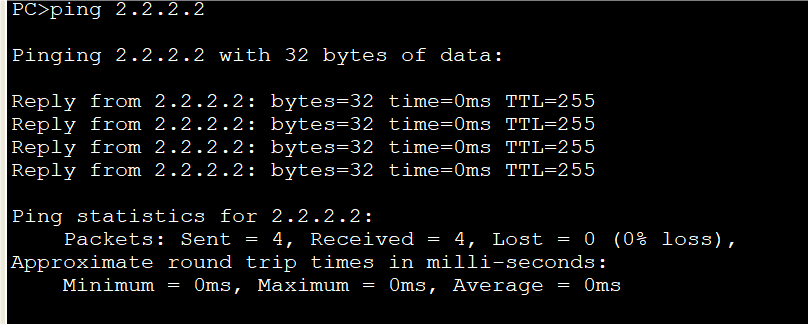 PC>ping 2.2.2.2
Pinging 2.2.2.2 with 32 bytes of data:
Reply from 2.2.2.2: bytes=32 time=0ms TTL=255
Reply from 2.2.2.2: bytes=32 time=0ms TTL=255
Reply from 2.2.2.2: bytes=32 time=0ms TTL=255
Reply from 2.2.2.2: bytes=32 time=0ms TTL=255
Ping statistics for 2.2.2.2:
Packets: Sent = 4, Received = 4, Lost = 0 (0% loss),
Approximate round trip times in milli-seconds:
Minimum = 0ms, Maximum = 0ms, Average = 0ms